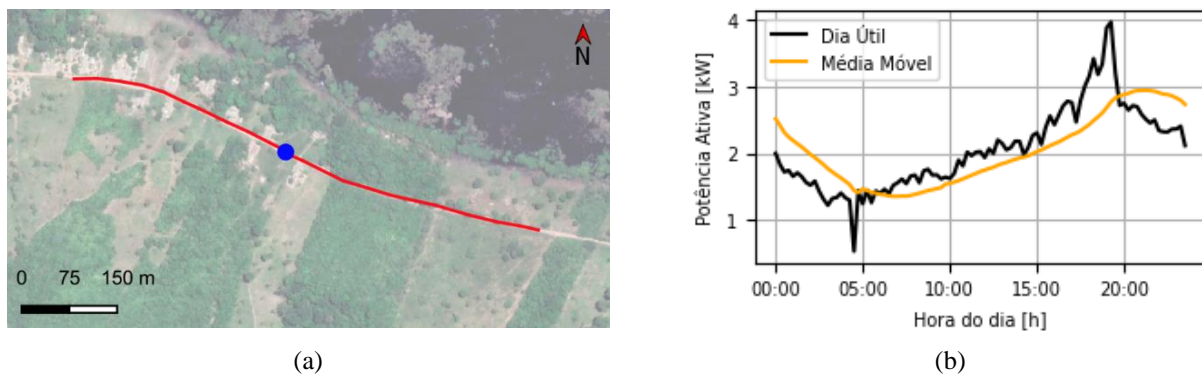 N
0 75 150 m
(a)
4
3
2
1
Potência Ativa [kW]
Dia Útil
Média Móvel
00:00 05:00 10:00 15:00 20:00
Hora do dia [h]
(b)